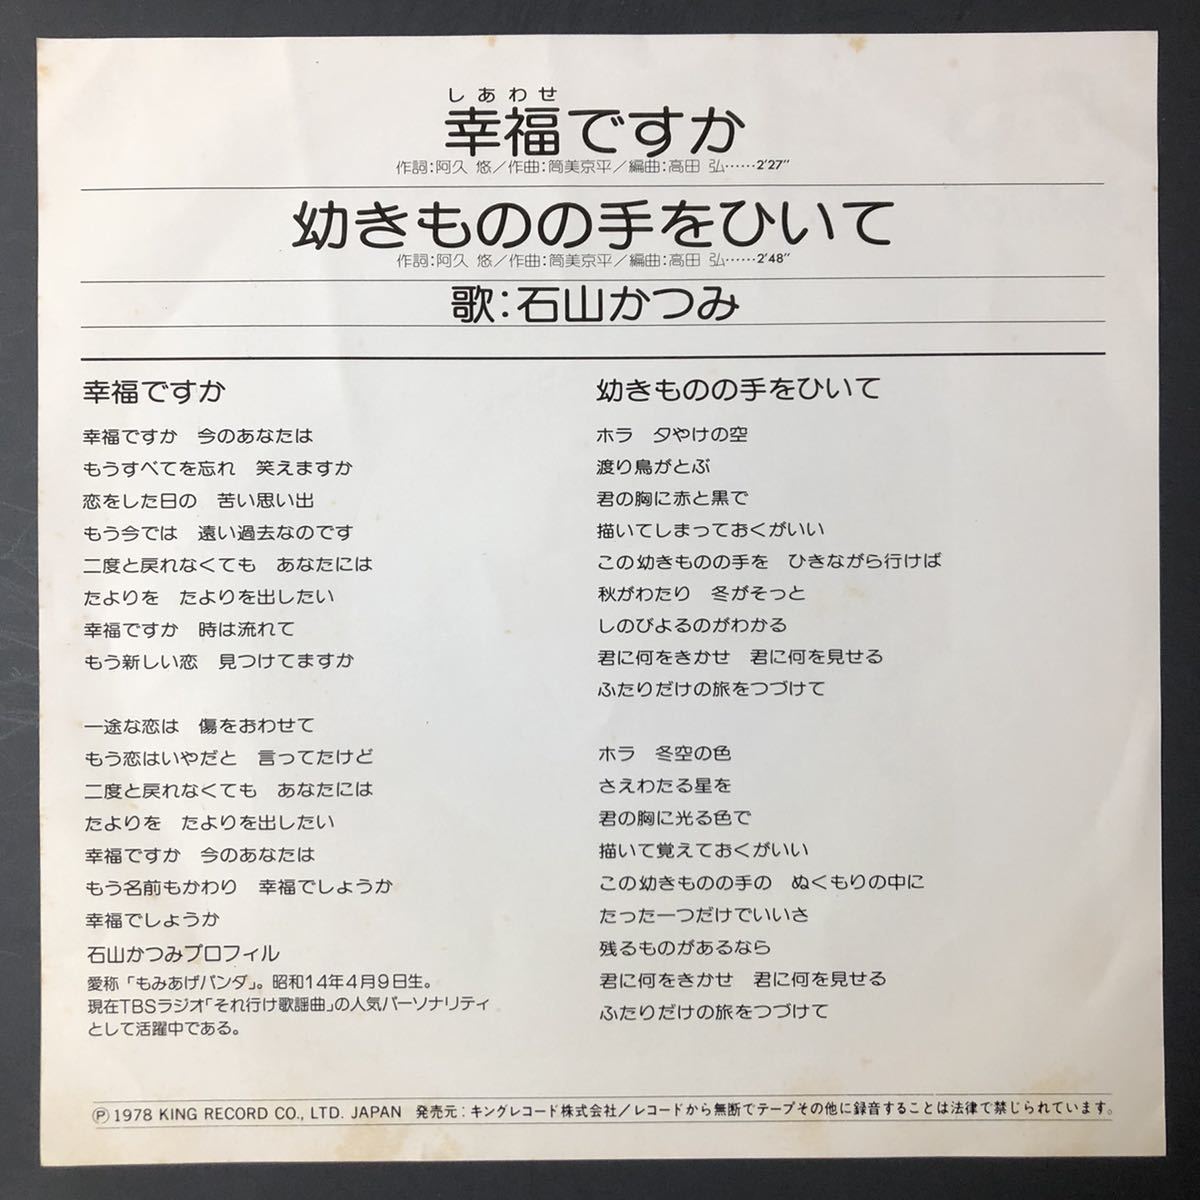 しあわせ
幸福ですか
作詞:阿久 悠/作曲:筒美京平/編曲:高田 弘……2'27"
幼きものの手をひいて
作詞:阿久 悠/作曲:筒美京平/編曲:高田 弘……2'48"
歌:石山かつみ
幸福ですか
幸福ですか　今のあなたは
もうすべてを忘れ　笑えますか
恋をした日の　苦い思い出
もう今では　遠い過去なのです
二度と戻れなくても　あなたには
たよりを　たよりを出したい
幸福ですか　時は流れて
もう新しい恋　見つけてますか
一途な恋は　傷をおわせて
もう恋はいやだと　言ってたけど
二度と戻れなくても　あなたには
たよりを　たよりを出したい
幸福ですか　今のあなたは
もう名前もかわり　幸福でしょうか
幸福でしょうか
石山かつみプロフィル
愛称「もみあげパンダ」。昭和14年4月9日生。
現在TBSラジオ「それ行け歌謡曲」の人気パーソナリティ
として活躍中である。
幼きものの手をひいて
ホラ　夕やけの空
渡り鳥がとぶ
君の胸に赤と黒で
描いてしまっておくがいい
この幼きものの手を　ひきながら行けば
秋がわたり　冬がそっと
しのびよるのがわかる
君に何をきかせ　君に何を見せる
ふたりだけの旅をつづけて
ホラ　冬空の色
さえわたる星を
君の胸に光る色で
描いて覚えておくがいい
この幼きものの手の　ぬくもりの中に
たった一つだけでいいさ
残るものがあるなら
君に何をきかせ　君に何を見せる
ふたりだけの旅をつづけて
Ⓟ1978 KING RECORD CO., LTD. JAPAN　発売元:キングレコード株式会社/レコードから無断でテープその他に録音することは法律で禁じられています。